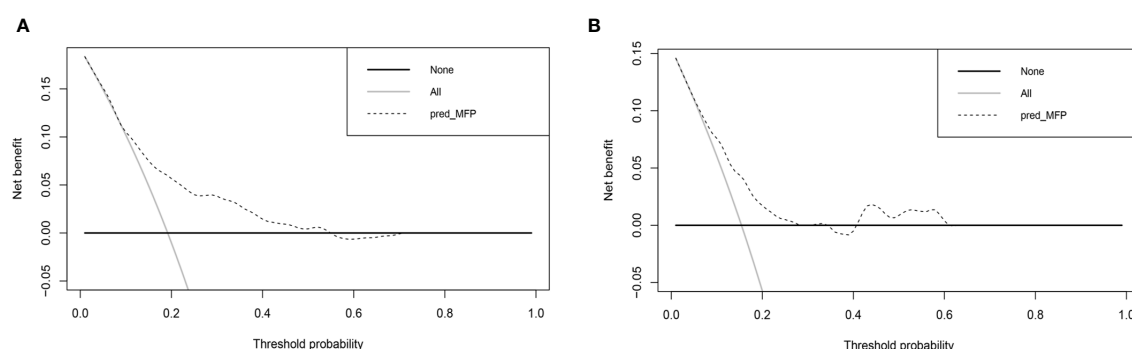 A
Net benefit
0.15
0.10
0.05
0.00
−0.05
None
All
pred_MFP
0.0 0.2 0.4 0.6 0.8 1.0
Threshold probability
B
Net benefit
0.15
0.10
0.05
0.00
−0.05
None
All
pred_MFP
0.0 0.2 0.4 0.6 0.8 1.0
Threshold probability